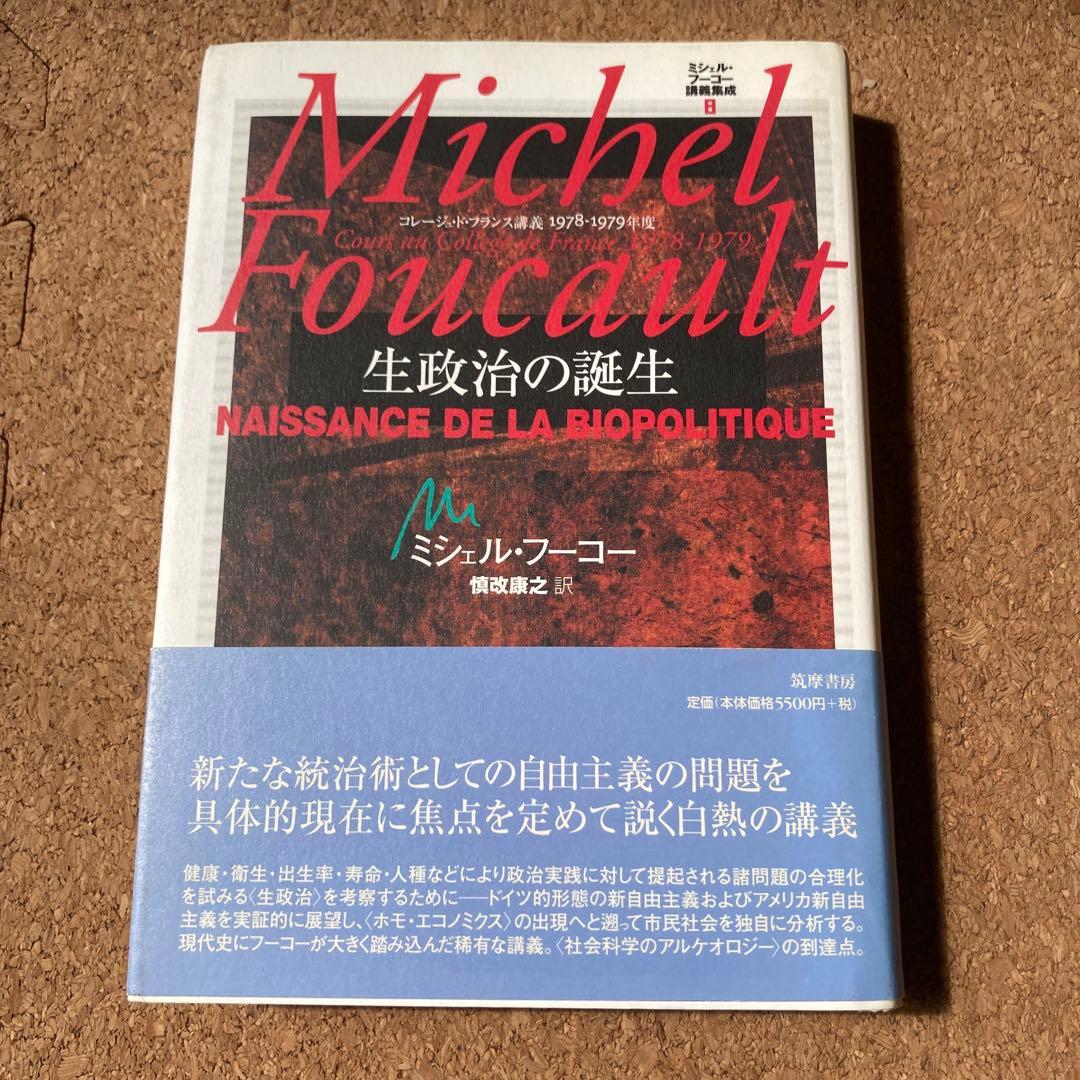 ミシェル・
フーコー
講義集成
8
Michel
コレージュ・ド・フランス講義 1978-1979年度
Cours au Collège de France 1978-1979
Foucault
生政治の誕生
NAISSANCE DE LA BIOPOLITIQUE
ミシェル・フーコー
慎改康之 訳
筑摩書房
定価(本体価格5500円+税)
新たな統治術としての自由主義の問題を
具体的現在に焦点を定めて説く白熱の講義
健康・衛生・出生率・寿命・人種などにより政治実践に対して提起される諸問題の合理化
を試みる〈生政治〉を考察するために——ドイツ的形態の新自由主義およびアメリカ新自由
主義を実証的に展望し、〈ホモ・エコノミクス〉の出現へと遡って市民社会を独自に分析する。
現代史にフーコーが大きく踏み込んだ稀有な講義。〈社会科学のアルケオロジー〉の到達点。